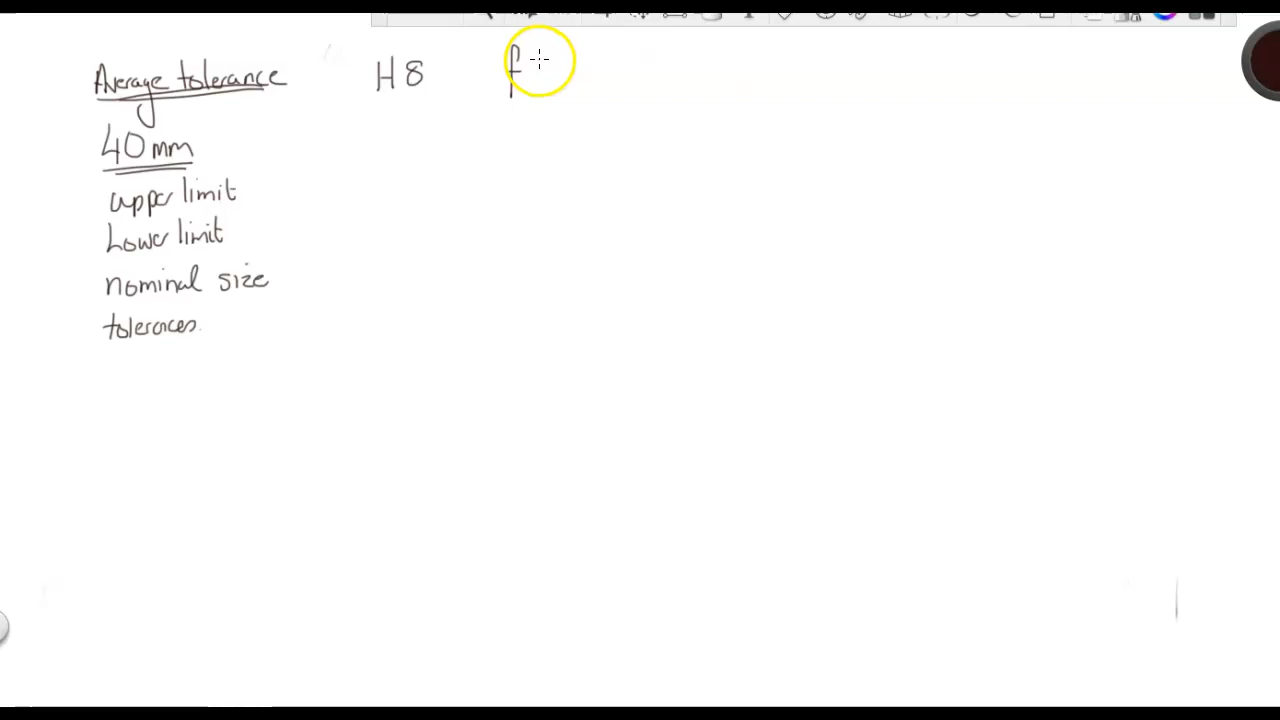 Average tolerance H8 f
40mm
upper limit
Lower limit
nominal size
tolerances.